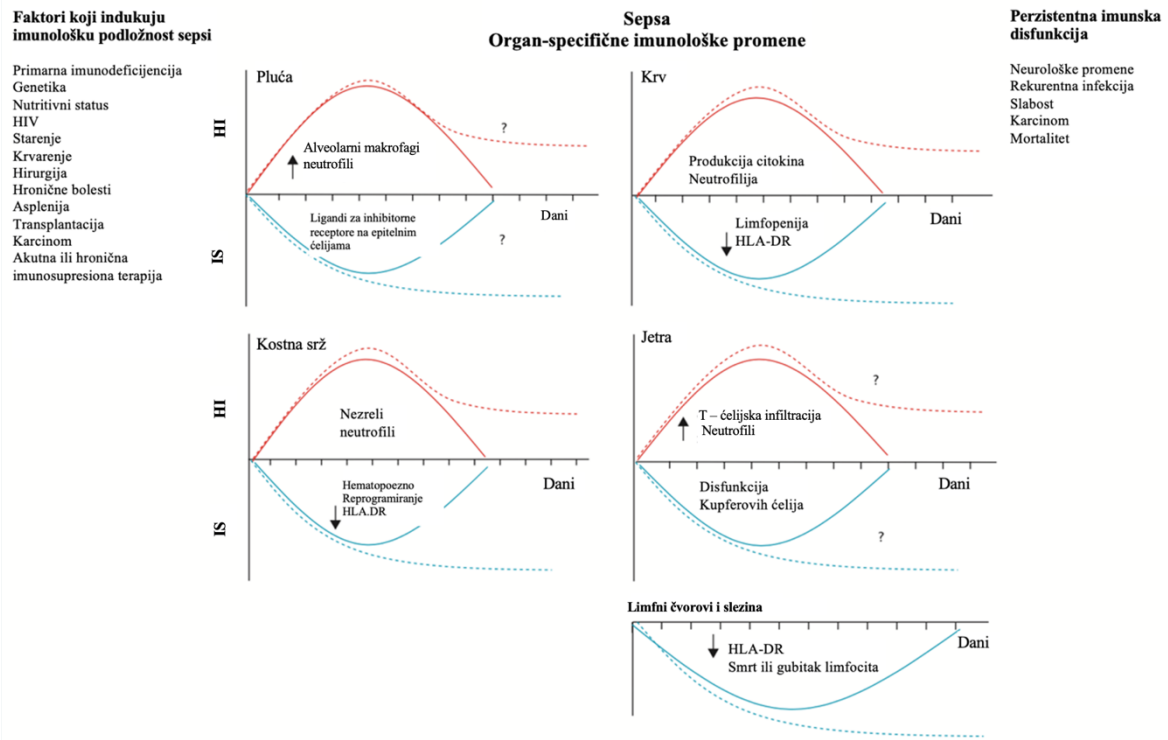 Faktori koji indukuju
imunološku podložnost sepsi
Primarna imunodeficijencija
Genetika
Nutritivni status
HIV
Starenje
Krvarenje
Hirurgija
Hronične bolesti
Asplenija
Transplantacija
Karcinom
Akutna ili hronična
imunosupresiona terapija
Sepsa
Organ-specifične imunološke promene
Pluća
HI
?
Alveolarni makrofagi
neutrofili
Dani
IS
Ligandi za inhibitorne
receptore na epitelnim
ćelijama
?
Krv
Produkcija citokina
Neutrofilija
Dani
Limfopenija
HLA-DR
Kostna srž
HI
Nezreli
neutrofili
Dani
IS
Hematopoezno
Reprogramiranje
HLA.DR
Jetra
?
T – ćelijska infiltracija
Neutrofili
Dani
Disfunkcija
Kupferovih ćelija
?
Limfni čvorovi i slezina
Dani
HLA-DR
Smrt ili gubitak limfocita
Perzistentna imunska
disfunkcija
Neurološke promene
Rekurentna infekcija
Slabost
Karcinom
Mortalitet